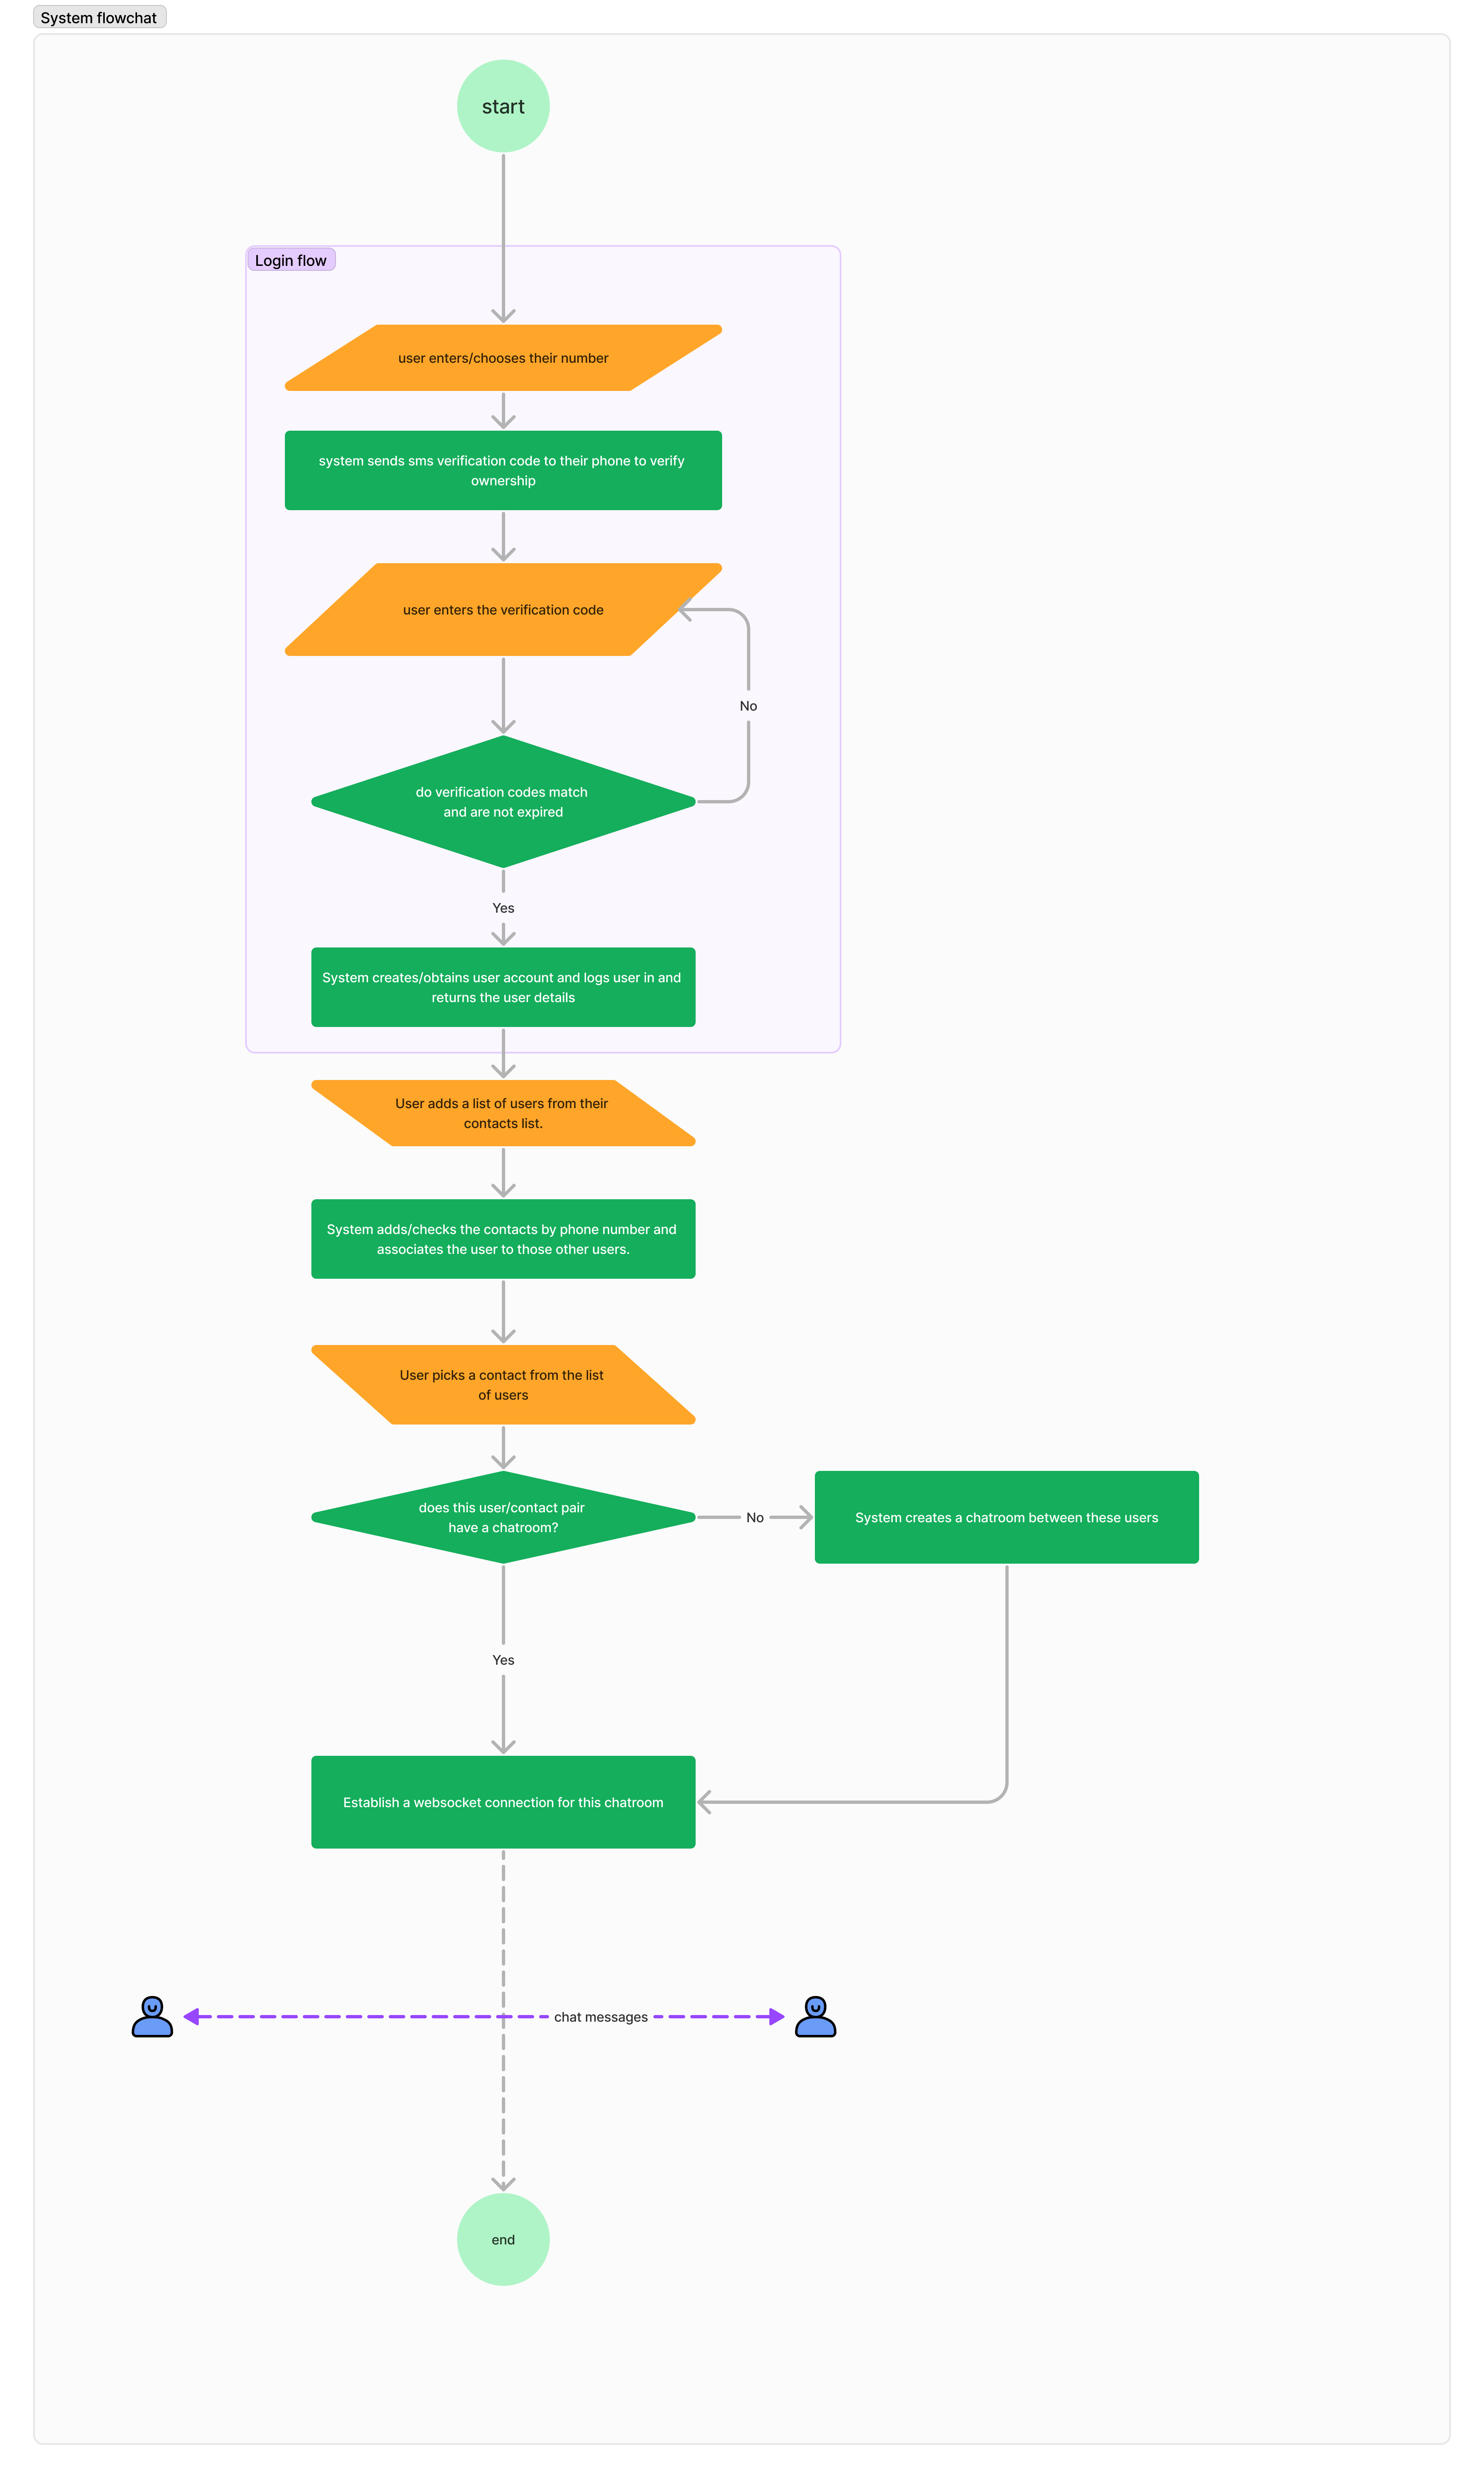 System flowchat
start
Login flow
user enters/chooses their number
system sends sms verification code to their phone to verify
ownership
user enters the verification code
No
do verification codes match
and are not expired
Yes
System creates/obtains user account and logs user in and
returns the user details
User adds a list of users from their
contacts list.
System adds/checks the contacts by phone number and
associates the user to those other users.
User picks a contact from the list
of users
does this user/contact pair
have a chatroom?
No
System creates a chatroom between these users
Yes
Establish a websocket connection for this chatroom
chat messages
end